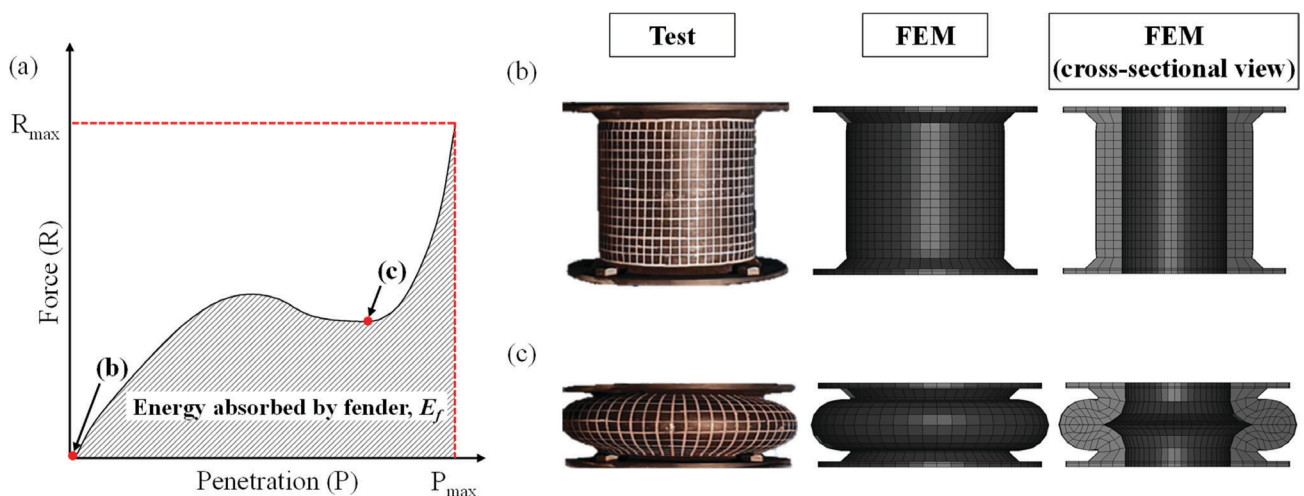 (a)
R_max
Force (R)
(b)
(c)
Energy absorbed by fender, E_f
Penetration (P)
P_max
Test
FEM
FEM
(cross-sectional view)
(b)
(c)